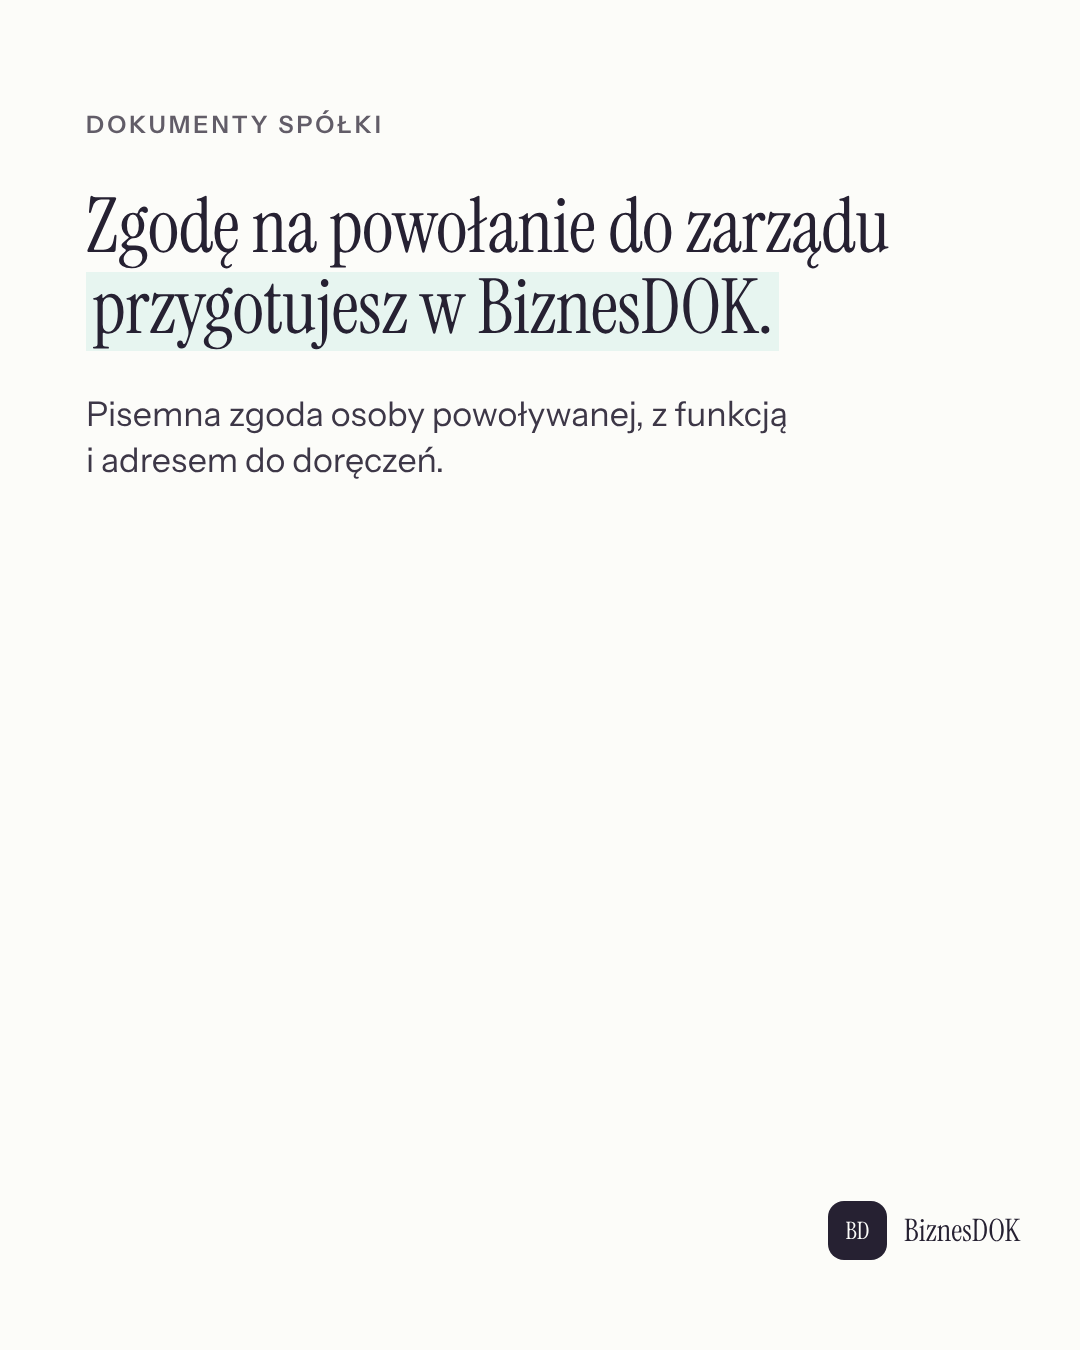 DOKUMENTY SPÓŁKI
Zgodę na powołanie do zarządu
przygotujesz w BiznesDOK.
Pisemna zgoda osoby powoływanej, z funkcją
i adresem do doręczeń.
BD BiznesDOK